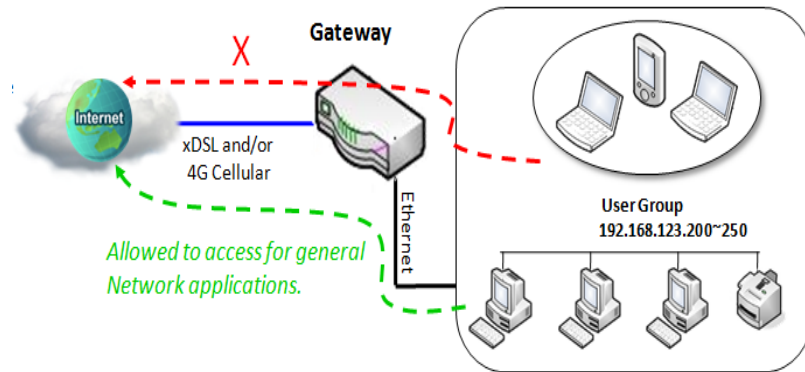 Gateway
X
Internet
xDSL and/or
4G Cellular
Ethernet
User Group
192.168.123.200~250
Allowed to access for general
Network applications.